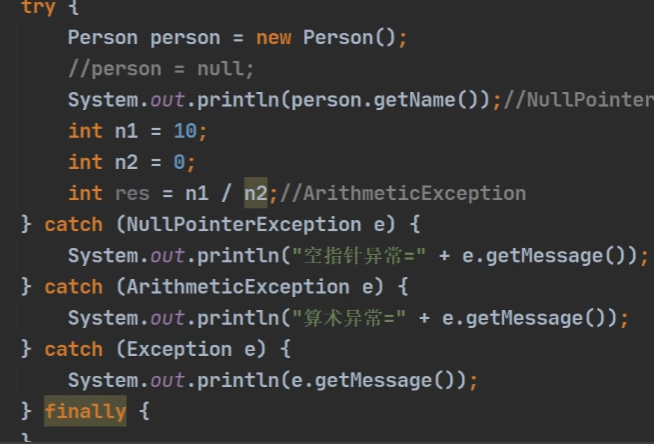 try {
Person person = new Person();
//person = null;
System.out.println(person.getName());//NullPointer
int n1 = 10;
int n2 = 0;
int res = n1 / n2;//ArithmeticException
} catch (NullPointerException e) {
System.out.println("空指针异常=" + e.getMessage());
} catch (ArithmeticException e) {
System.out.println("算术异常=" + e.getMessage());
} catch (Exception e) {
System.out.println(e.getMessage());
} finally {
}